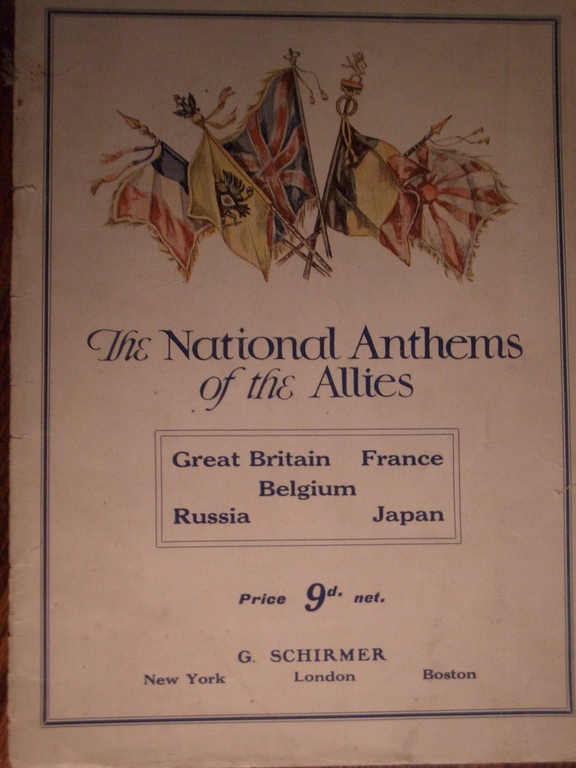 The National Anthems
of the Allies
Great Britain France
Belgium
Russia Japan
Price 9d. net.
G. SCHIRMER
New York London Boston